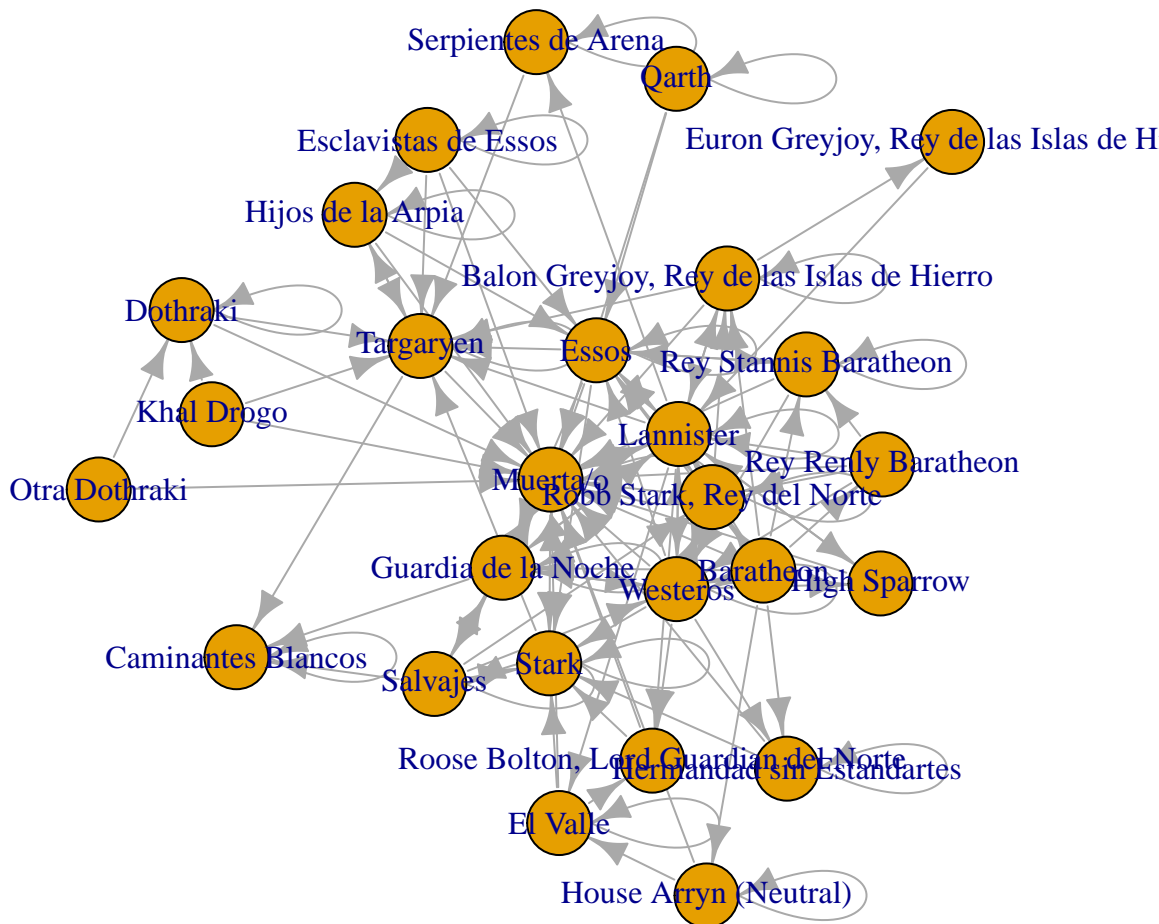 Serpientes de Arena
Qarth
Esclavistas de Essos
Euron Greyjoy, Rey de las Islas de H
Hijos de la Arpia
Balon Greyjoy, Rey de las Islas de Hierro
Dothraki
Targaryen
Essos
Rey Stannis Baratheon
Khal Drogo
Lannister
Rey Renly Baratheon
Muerta/o
Otra Dothraki
Robb Stark, Rey del Norte
Guardia de la Noche
Baratheon
High Sparrow
Westeros
Caminantes Blancos
Stark
Salvajes
Roose Bolton, Lord Guardian del Norte
Hermandad sin Estandartes
El Valle
House Arryn (Neutral)